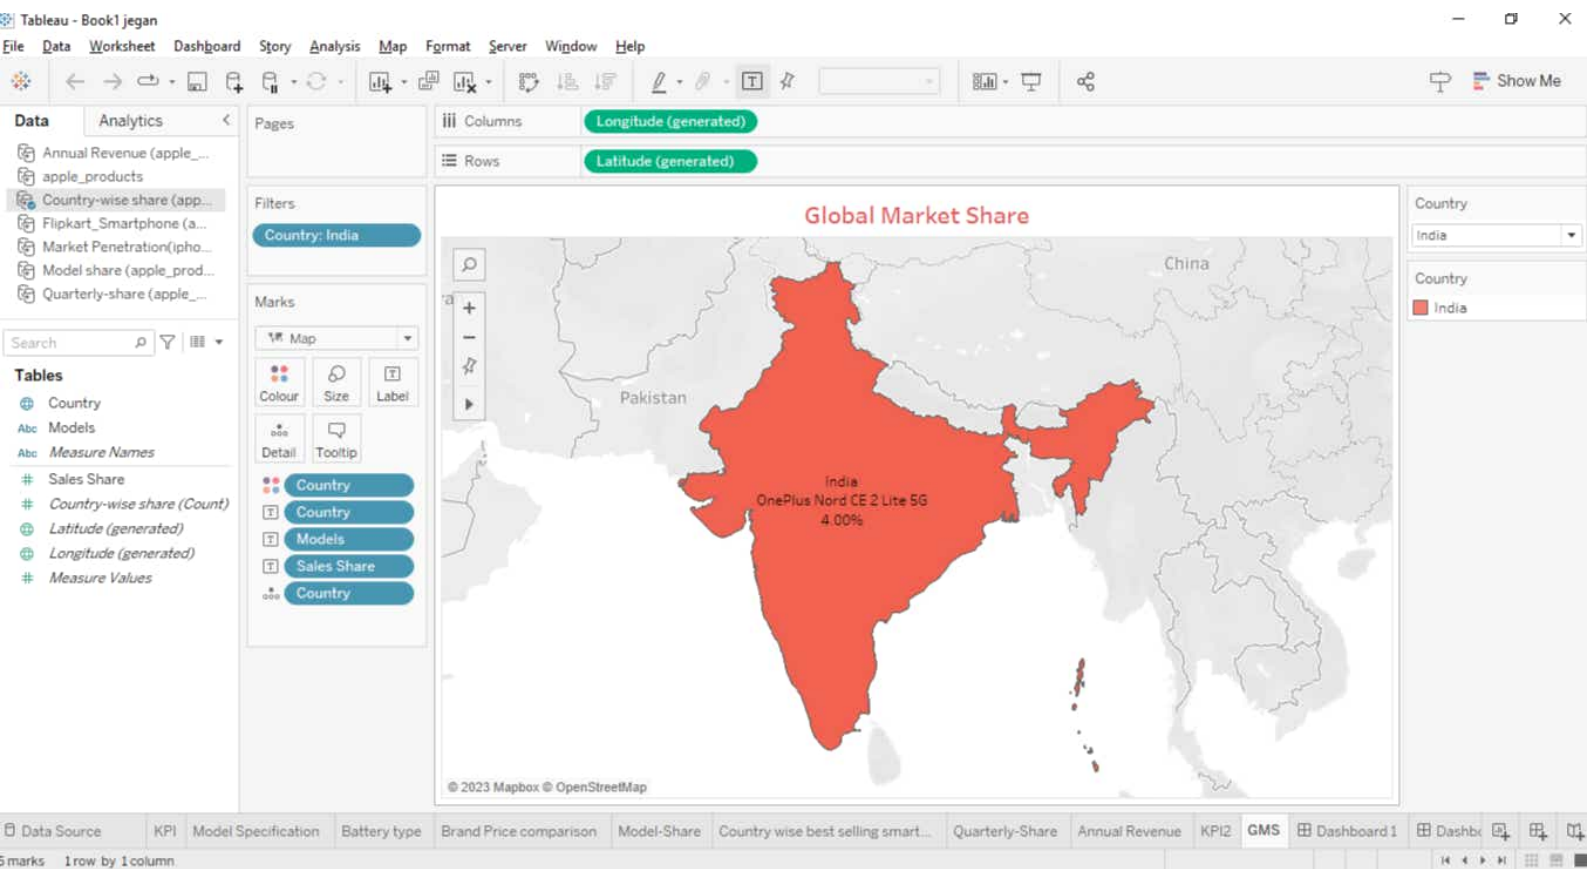 Tableau - Book1 jegan
File Data Worksheet Dashboard Story Analysis Map Format Server Window Help
Show Me
Data Analytics
Annual Revenue (apple_...
apple_products
Country-wise share (app...
Flipkart_Smartphone (a...
Market Penetration(ipho...
Model share (apple_prod...
Quarterly-share (apple_...
Search
Tables
Country
Abc Models
Abc Measure Names
# Sales Share
# Country-wise share (Count)
Latitude (generated)
Longitude (generated)
# Measure Values
Pages
Filters
Country: India
Marks
Map
Colour Size Label
Detail Tooltip
Country
Country
Models
Sales Share
Country
Columns Longitude (generated)
Rows Latitude (generated)
Global Market Share
China
Pakistan
India
OnePlus Nord CE 2 Lite 5G
4.00%
© 2023 Mapbox © OpenStreetMap
Country
India
Country
India
Data Source KPI Model Specification Battery type Brand Price comparison Model-Share Country wise best selling smart... Quarterly-Share Annual Revenue KPI2 GMS Dashboard 1 Dashb
marks 1 row by 1 column